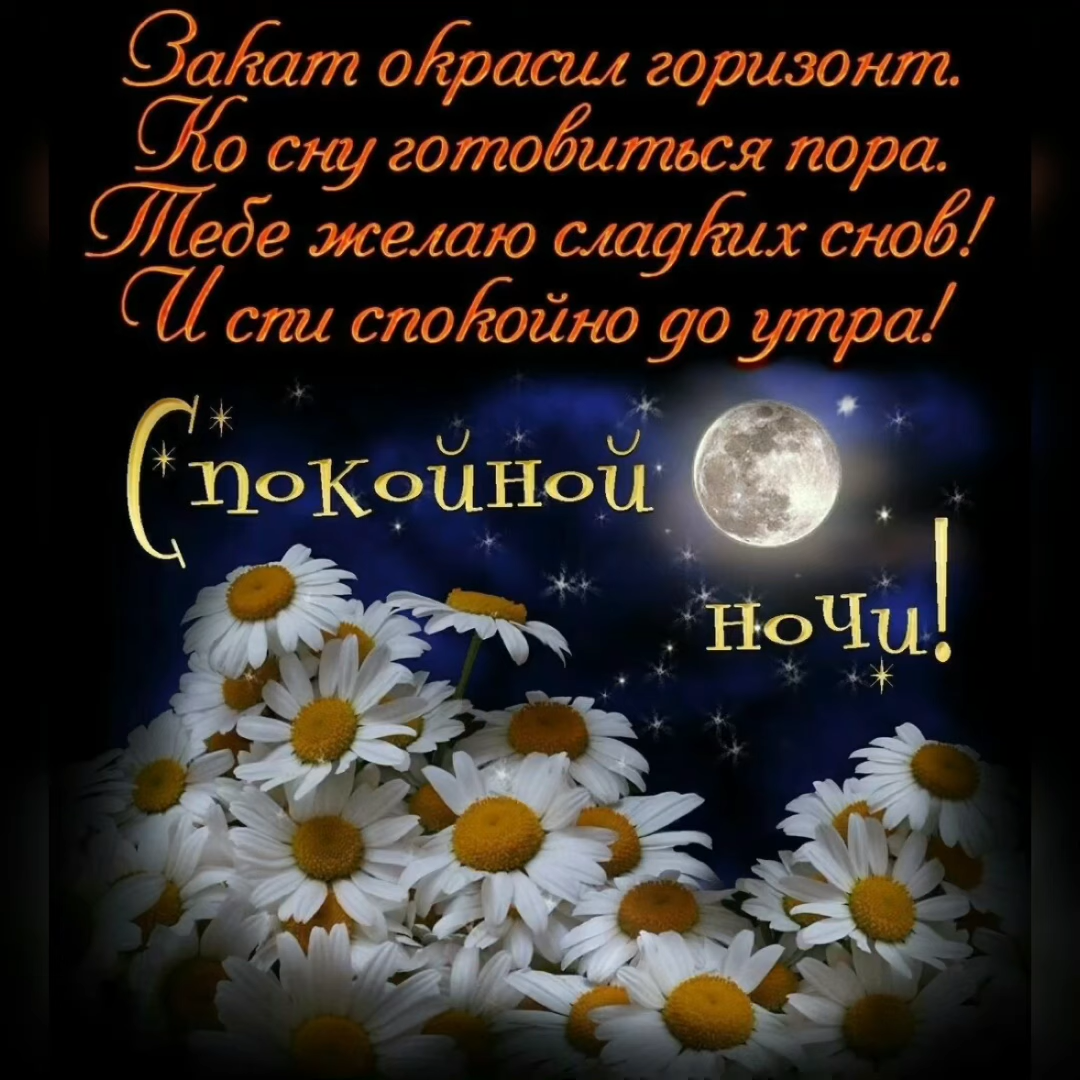 Закат окрасил горизонт.
Ко сну готовиться пора.
Тебе желаю сладких снов!
И спи спокойно до утра!
Спокойной
ночи!